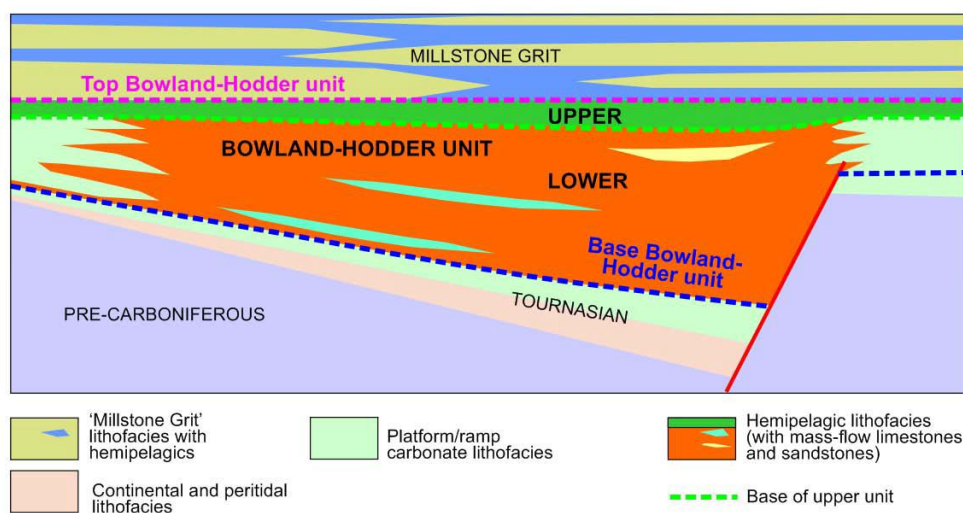 MILLSTONE GRIT
Top Bowland-Hodder unit
UPPER
BOWLAND-HODDER UNIT
LOWER
Base Bowland-
Hodder unit
TOURNASIAN
PRE-CARBONIFEROUS
'Millstone Grit'
lithofacies with
hemipelagics
Platform/ramp
carbonate lithofacies
Hemipelagic lithofacies
(with mass-flow limestones
and sandstones)
Continental and peritidal
lithofacies
Base of upper unit